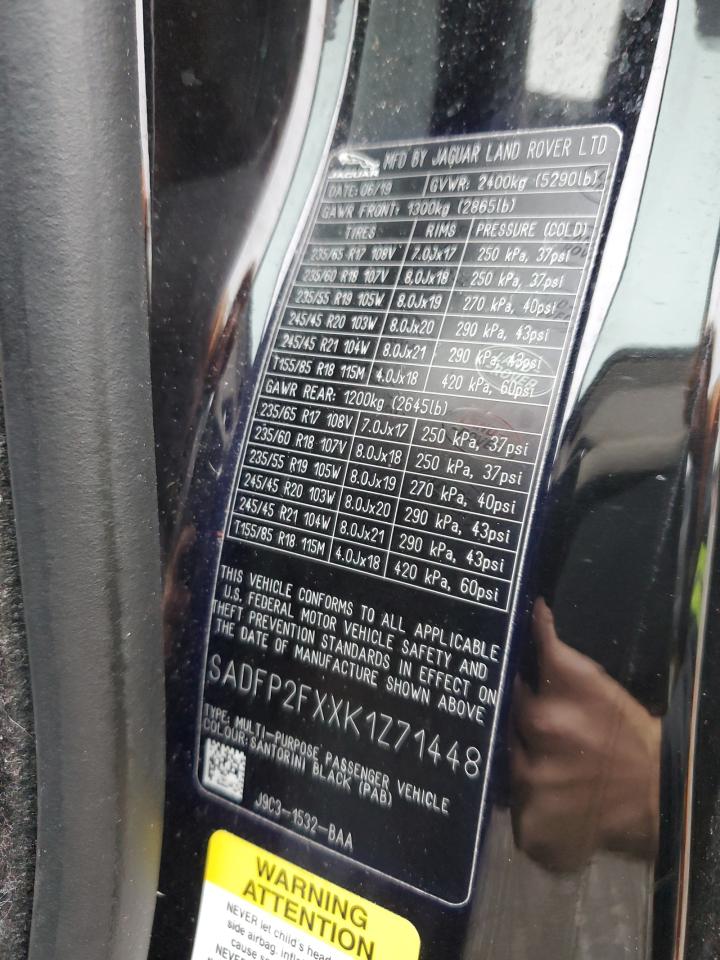 JAGUAR
MFD BY JAGUAR LAND ROVER LTD
DATE: 06/19 GVWR: 2400kg (5290lb)
GAWR FRONT: 1300kg (2865lb)
TIRES RIMS PRESSURE (COLD)
235/65 R17 108V 7.0Jx17 250 kPa, 37psi
235/60 R18 107V 8.0Jx18 250 kPa, 37psi
235/55 R19 105W 8.0Jx19 270 kPa, 40psi
245/45 R20 103W 8.0Jx20 290 kPa, 43psi
245/45 R21 104W 8.0Jx21 290 kPa, 43psi
T155/85 R18 115M 4.0Jx18 420 kPa, 60psi
GAWR REAR: 1200kg (2645lb)
235/65 R17 108V 7.0Jx17 250 kPa, 37psi
235/60 R18 107V 8.0Jx18 250 kPa, 37psi
235/55 R19 105W 8.0Jx19 270 kPa, 40psi
245/45 R20 103W 8.0Jx20 290 kPa, 43psi
245/45 R21 104W 8.0Jx21 290 kPa, 43psi
T155/85 R18 115M 4.0Jx18 420 kPa, 60psi
THIS VEHICLE CONFORMS TO ALL APPLICABLE
U.S. FEDERAL MOTOR VEHICLE SAFETY AND
THEFT PREVENTION STANDARDS IN EFFECT ON
THE DATE OF MANUFACTURE SHOWN ABOVE
SADFP2FXXK1Z71448
TYPE: MULTI-PURPOSE PASSENGER VEHICLE
COLOUR: SANTORINI BLACK (PAB)
J9C3-1532-BAA
WARNING
ATTENTION
NEVER let child's head
side airbag. infla
cause se
NEVE